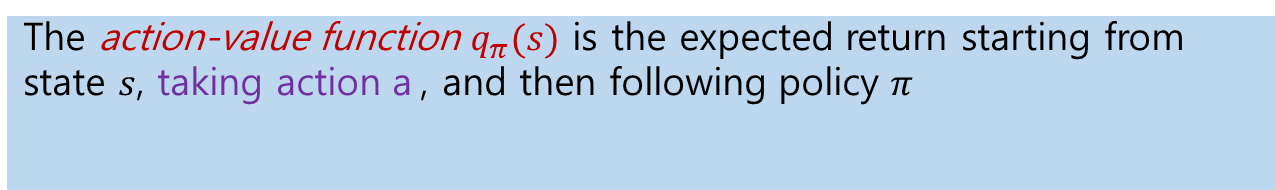 The action-value function qπ(s) is the expected return starting from
state s, taking action a , and then following policy π